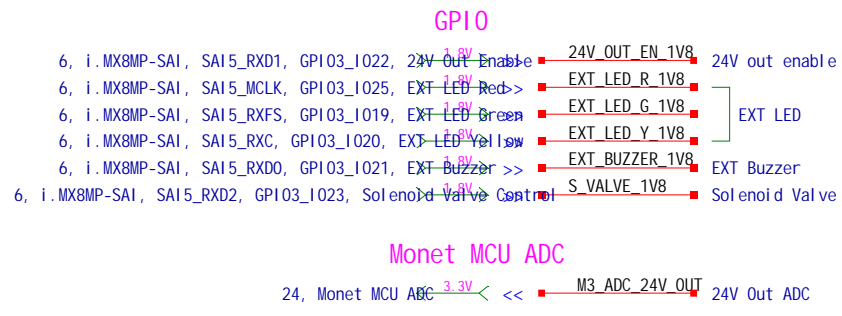 GPIO
6, i.MX8MP-SAI, SAI5_RXD1, GPIO3_IO22, 24V Out Enable 1.8V >> 24V_OUT_EN_1V8 24V out enable
6, i.MX8MP-SAI, SAI5_MCLK, GPIO3_IO25, EXT LED Red 1.8V >> EXT_LED_R_1V8
6, i.MX8MP-SAI, SAI5_RXFS, GPIO3_IO19, EXT LED Green 1.8V >> EXT_LED_G_1V8 EXT LED
6, i.MX8MP-SAI, SAI5_RXC, GPIO3_IO20, EXT LED Yellow 1.8V >> EXT_LED_Y_1V8
6, i.MX8MP-SAI, SAI5_RXD0, GPIO3_IO21, EXT Buzzer 1.8V >> EXT_BUZZER_1V8 EXT Buzzer
6, i.MX8MP-SAI, SAI5_RXD2, GPIO3_IO23, Solenoid Valve Control 1.8V >> S_VALVE_1V8 Solenoid Valve
Monet MCU ADC
24, Monet MCU ADC 3.3V << M3_ADC_24V_OUT 24V Out ADC